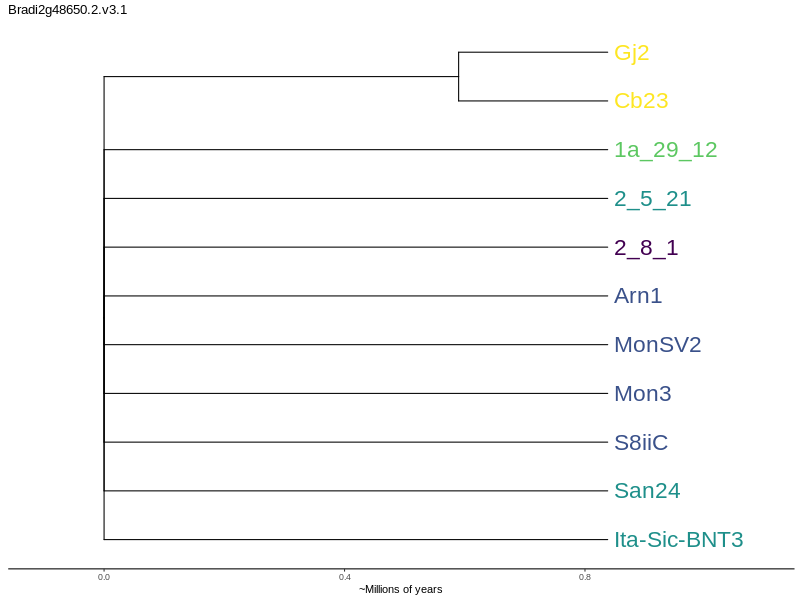 Bradi2g48650.2.v3.1
Gj2
Cb23
1a_29_12
2_5_21
2_8_1
Arn1
MonSV2
Mon3
S8iiC
San24
Ita-Sic-BNT3
0.0 0.4 0.8
~Millions of years